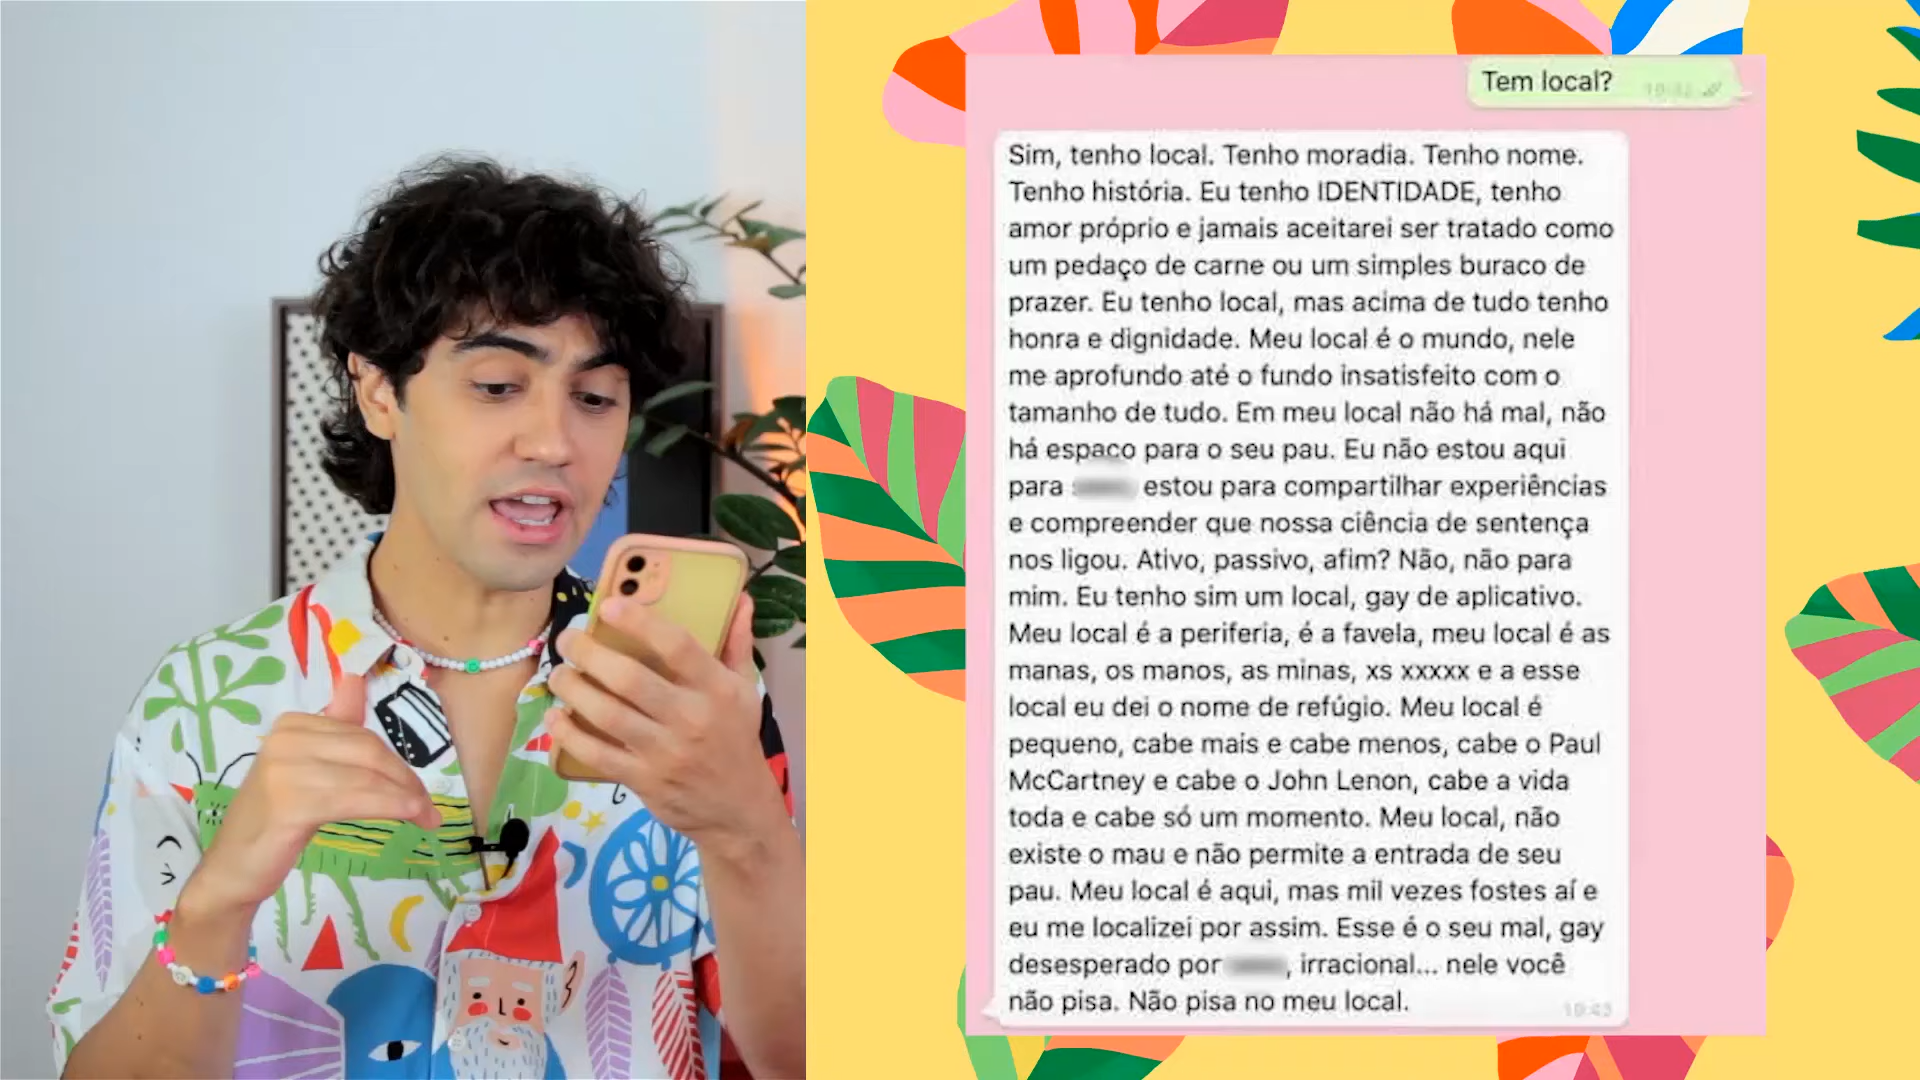 Tem local?
Sim, tenho local. Tenho moradia. Tenho nome.
Tenho história. Eu tenho IDENTIDADE, tenho
amor próprio e jamais aceitarei ser tratado como
um pedaço de carne ou um simples buraco de
prazer. Eu tenho local, mas acima de tudo tenho
honra e dignidade. Meu local é o mundo, nele
me aprofundo até o fundo insatisfeito com o
tamanho de tudo. Em meu local não há mal, não
há espaço para o seu pau. Eu não estou aqui
para estou para compartilhar experiências
e compreender que nossa ciência de sentença
nos ligou. Ativo, passivo, afim? Não, não para
mim. Eu tenho sim um local, gay de aplicativo.
Meu local é a periferia, é a favela, meu local é as
manas, os manos, as minas, xs xxxxx e a esse
local eu dei o nome de refúgio. Meu local é
pequeno, cabe mais e cabe menos, cabe o Paul
McCartney e cabe o John Lenon, cabe a vida
toda e cabe só um momento. Meu local, não
existe o mau e não permite a entrada de seu
pau. Meu local é aqui, mas mil vezes fostes aí e
eu me localizei por assim. Esse é o seu mal, gay
desesperado por , irracional... nele você
não pisa. Não pisa no meu local.